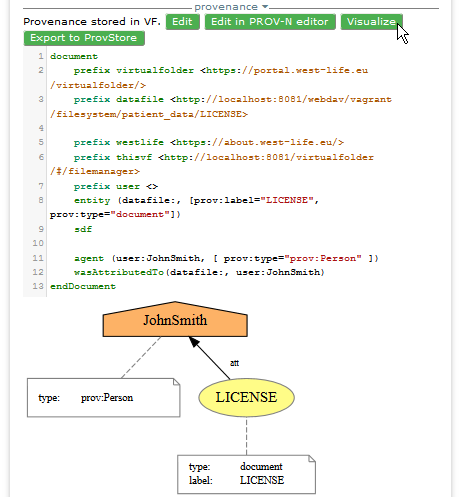 provenance
Provenance stored in VF. Edit Edit in PROV-N editor Visualize
Export to ProvStore
1 document
2 prefix virtualfolder <https://portal.west-life.eu
/virtualfolder/>
3 prefix datafile <http://localhost:8081/webdav/vagrant
/filesystem/patient_data/LICENSE>
4
5 prefix westlife <https://about.west-life.eu/>
6 prefix thisvf <http://localhost:8081/virtualfolder
/#/filemanager>
7 prefix user <>
8 entity (datafile:, [prov:label="LICENSE",
prov:type="document"])
9 sdf
10
11 agent (user:JohnSmith, [ prov:type="prov:Person" ])
12 wasAttributedTo(datafile:, user:JohnSmith)
13 endDocument
JohnSmith
att
type: prov:Person
LICENSE
type: document
label: LICENSE